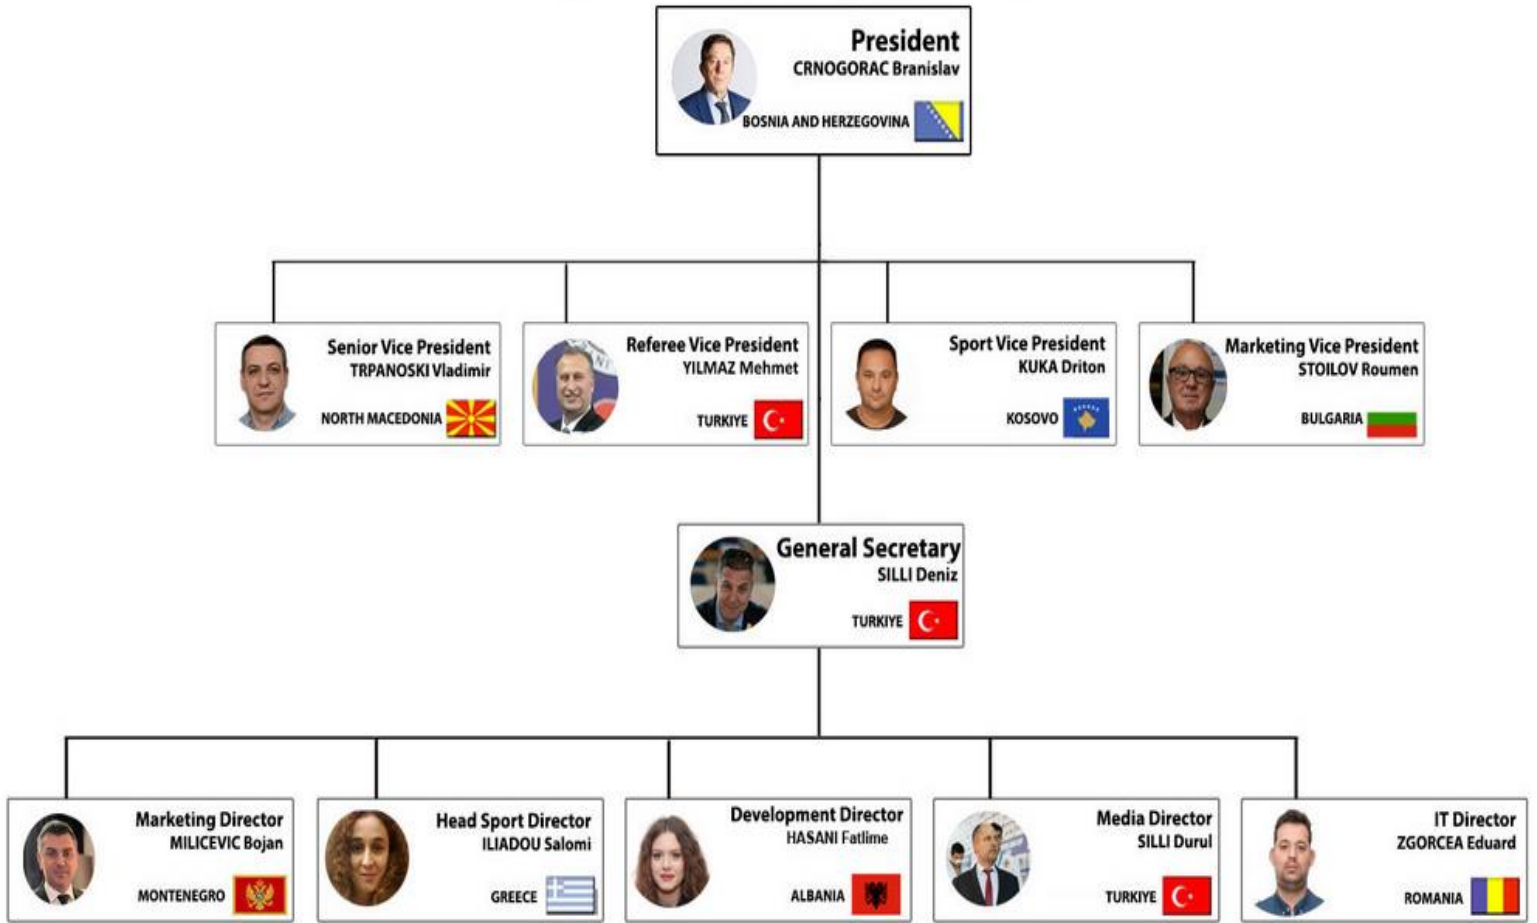 President
CRNOGORAC Branislav
BOSNIA AND HERZEGOVINA
Senior Vice President
TRPANOSKI Vladimir
NORTH MACEDONIA
Referee Vice President
YILMAZ Mehmet
TURKIYE
Sport Vice President
KUKA Driton
KOSOVO
Marketing Vice President
STOILOV Roumen
BULGARIA
General Secretary
SILLI Deniz
TURKIYE
Marketing Director
MILICEVIC Bojan
MONTENEGRO
Head Sport Director
ILIADOU Salomi
GREECE
Development Director
HASANI Fatlime
ALBANIA
Media Director
SILLI Durul
TURKIYE
IT Director
ZGORCEA Eduard
ROMANIA